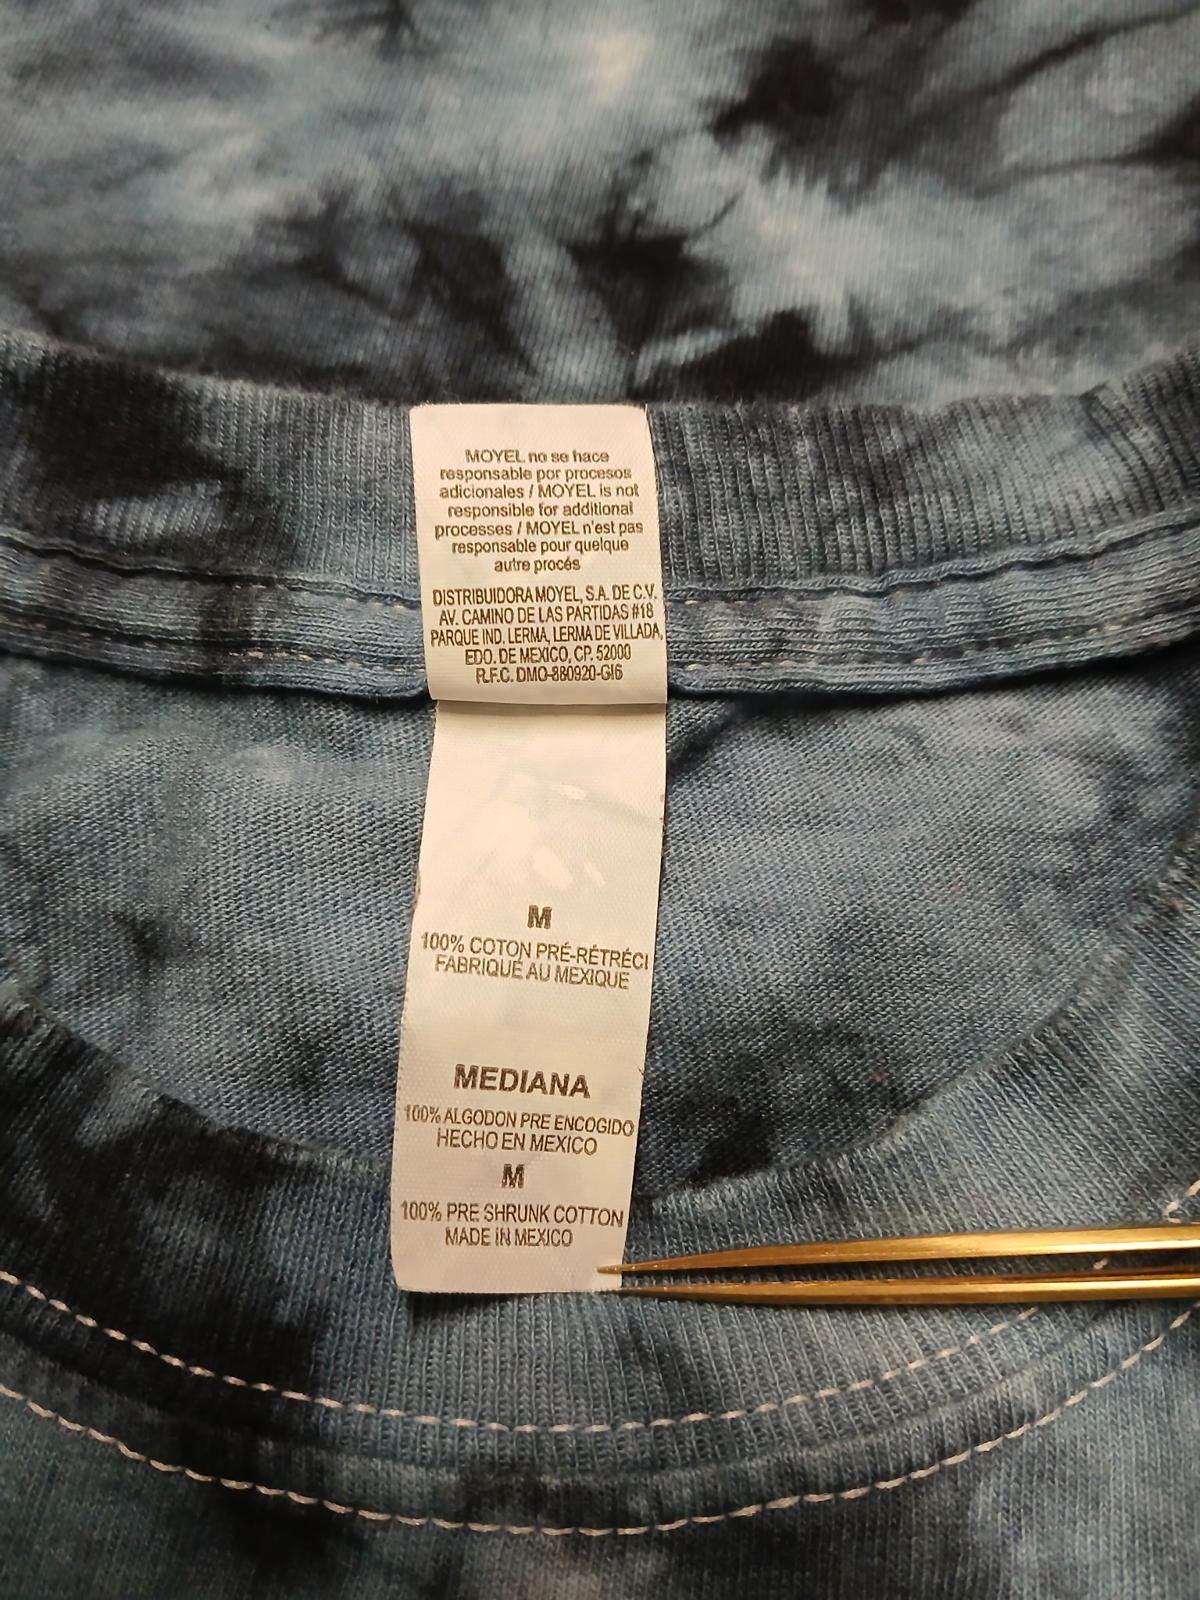 MOYEL no se hace
responsable por procesos
adicionales / MOYEL is not
responsible for additional
processes / MOYEL n'est pas
responsable pour quelque
autre procés
DISTRIBUIDORA MOYEL, S.A. DE C.V.
AV. CAMINO DE LAS PARTIDAS #18
PARQUE IND. LERMA, LERMA DE VILLADA,
EDO. DE MEXICO, CP. 52000
R.F.C. DMO-880920-GI6
M
100% COTON PRÉ-RÉTRÉCI
FABRIQUÉ AU MEXIQUE
MEDIANA
100% ALGODON PRE ENCOGIDO
HECHO EN MEXICO
M
100% PRE SHRUNK COTTON
MADE IN MEXICO